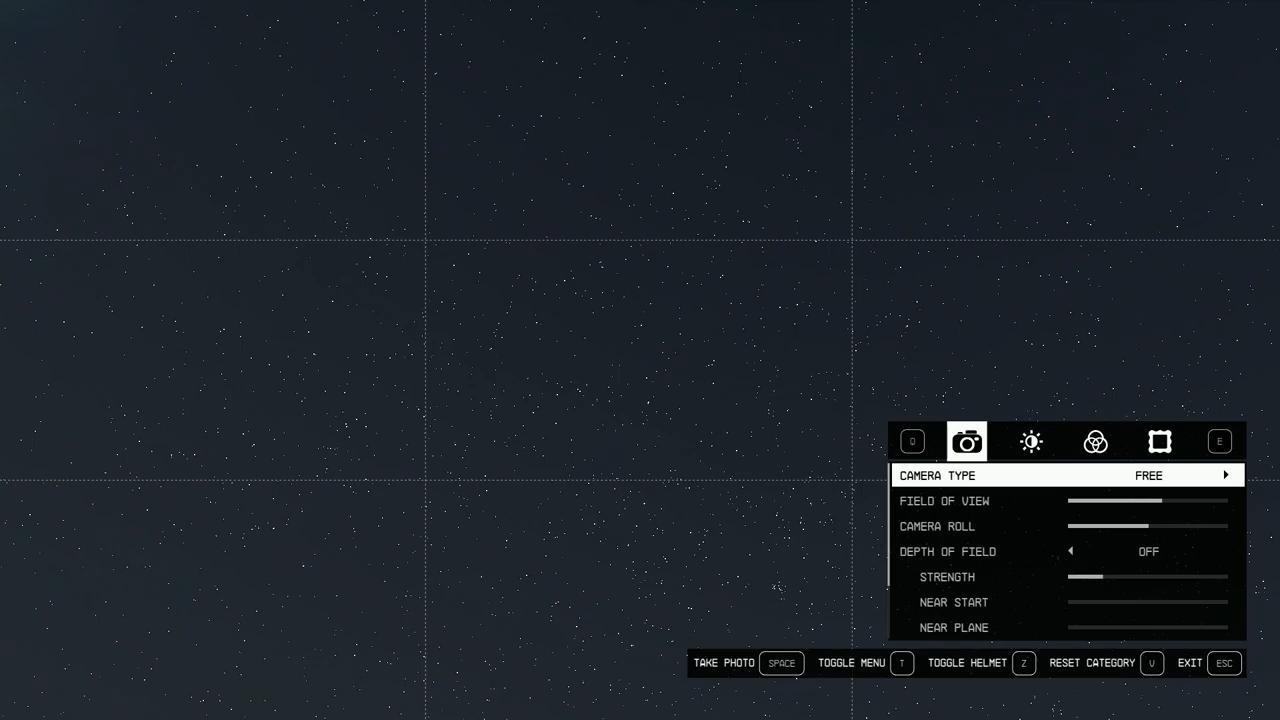 Q E
CAMERA TYPE FREE
FIELD OF VIEW
CAMERA ROLL
DEPTH OF FIELD OFF
STRENGTH
NEAR START
NEAR PLANE
TAKE PHOTO SPACE TOGGLE MENU T TOGGLE HELMET Z RESET CATEGORY V EXIT ESC